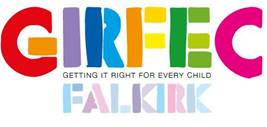 GIRFEC
GETTING IT RIGHT FOR EVERY CHILD
FALKIRK